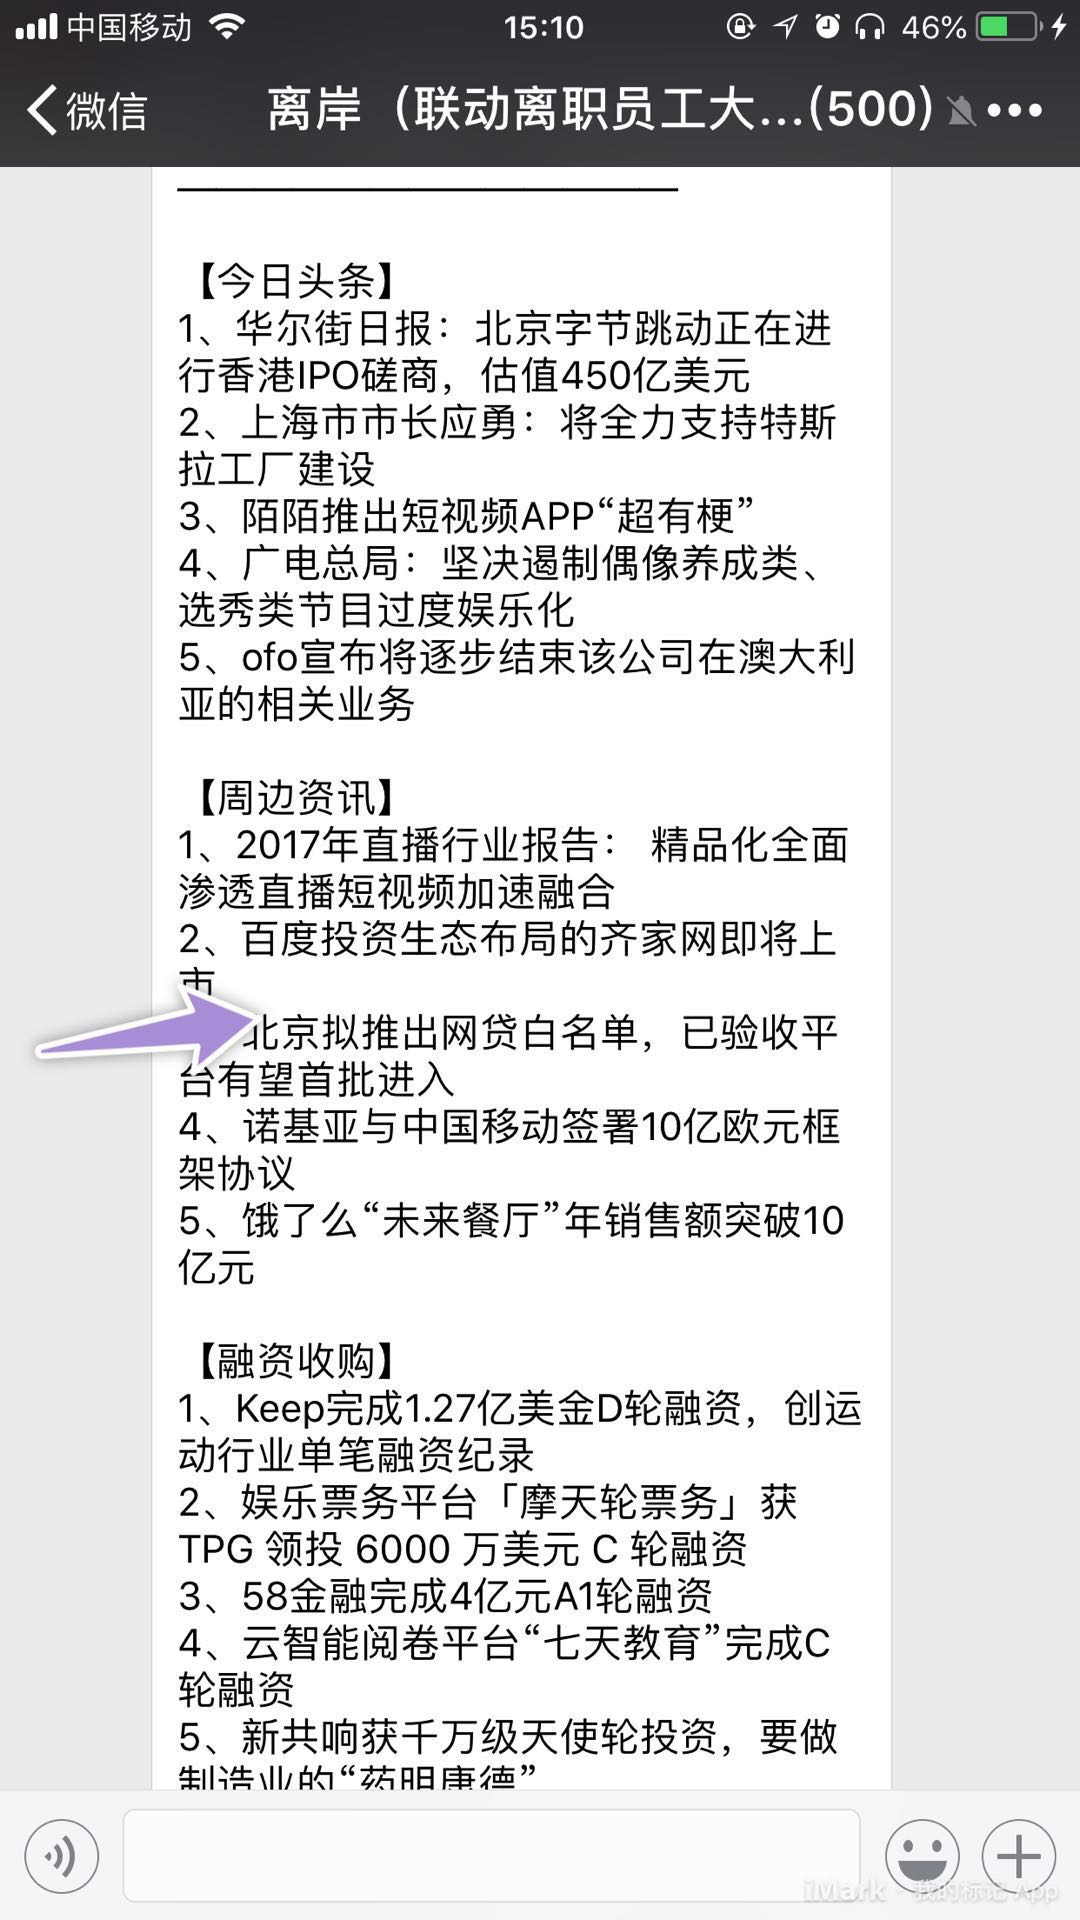 中国移动 15:10 46%
微信 离岸（联动离职员工大...(500)
【今日头条】
1、华尔街日报：北京字节跳动正在进
行香港IPO磋商，估值450亿美元
2、上海市市长应勇：将全力支持特斯
拉工厂建设
3、陌陌推出短视频APP“超有梗”
4、广电总局：坚决遏制偶像养成类、
选秀类节目过度娱乐化
5、ofo宣布将逐步结束该公司在澳大利
亚的相关业务
【周边资讯】
1、2017年直播行业报告： 精品化全面
渗透直播短视频加速融合
2、百度投资生态布局的齐家网即将上
市
北京拟推出网贷白名单，已验收平
台有望首批进入
4、诺基亚与中国移动签署10亿欧元框
架协议
5、饿了么“未来餐厅”年销售额突破10
亿元
【融资收购】
1、Keep完成1.27亿美金D轮融资，创运
动行业单笔融资纪录
2、娱乐票务平台「摩天轮票务」获
TPG 领投 6000 万美元 C 轮融资
3、58金融完成4亿元A1轮融资
4、云智能阅卷平台“七天教育”完成C
轮融资
5、新共响获千万级天使轮投资，要做
制造业的“药明康德”
iMark · 我的标记 App